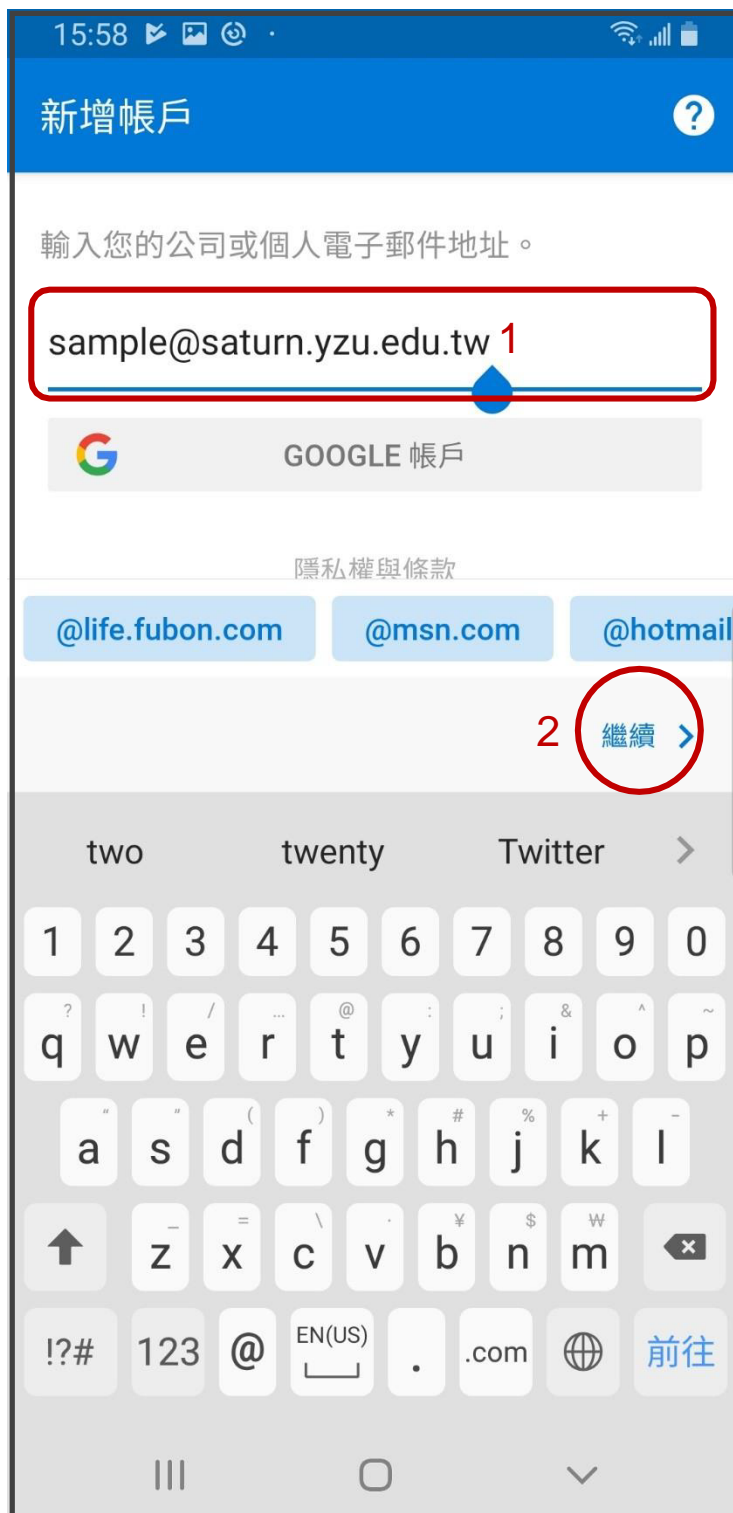 15:58
新增帳戶
?
輸入您的公司或個人電子郵件地址。
sample@saturn.yzu.edu.tw 1
GOOGLE 帳戶
隱私權與條款
@life.fubon.com @msn.com @hotmail
2 繼續 >
two twenty Twitter >
1 2 3 4 5 6 7 8 9 0
? ! / ... @ : ; & ^ ~
q w e r t y u i o p
" " ( ) * # % + -
a s d f g h j k l
_ = \ · ¥ $ ₩
z x c v b n m
!?# 123 @ EN(US) . .com 前往